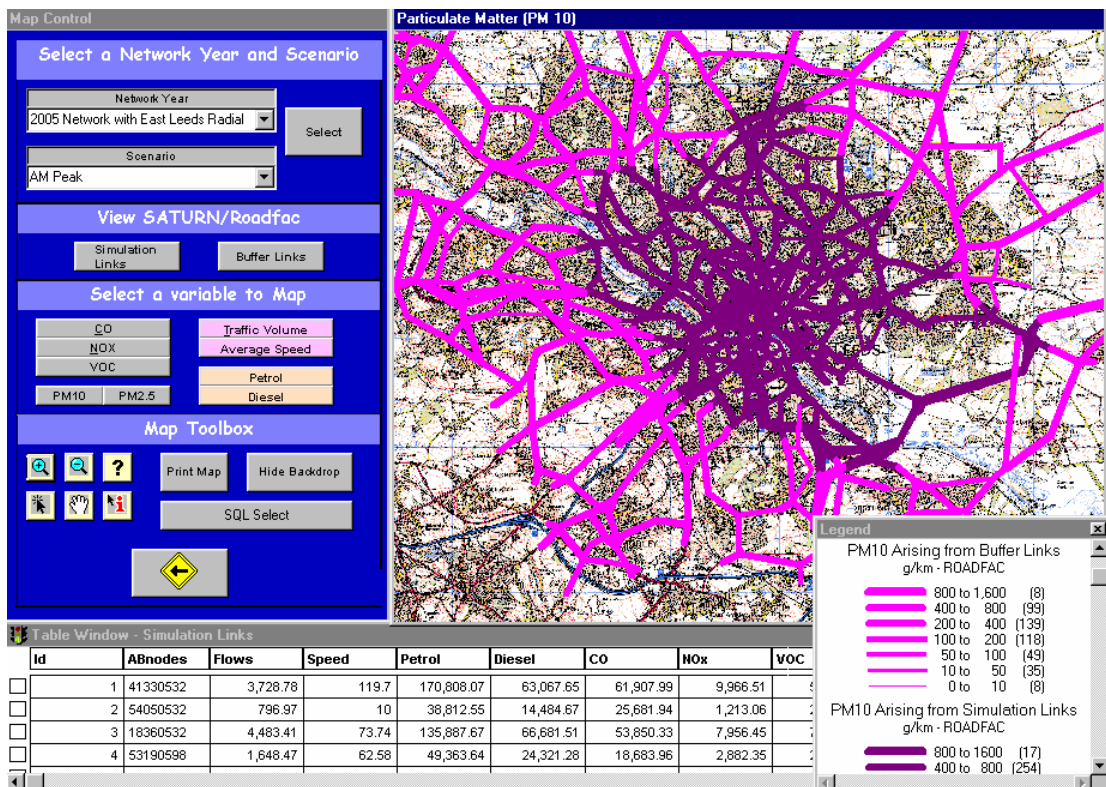 Map Control
Select a Network Year and Scenario
Network Year
2005 Network with East Leeds Radial
Select
Scenario
AM Peak
View SATURN/Roadfac
Simulation Links
Buffer Links
Select a variable to Map
CO
NOX
VOC
PM10 PM2.5
Traffic Volume
Average Speed
Petrol
Diesel
Map Toolbox
?
Print Map
Hide Backdrop
SQL Select
Particulate Matter (PM 10)
Legend
PM10 Arising from Buffer Links
g/km - ROADFAC
800 to 1,600 (8)
400 to 800 (99)
200 to 400 (139)
100 to 200 (118)
50 to 100 (49)
10 to 50 (35)
0 to 10 (8)
PM10 Arising from Simulation Links
g/km - ROADFAC
800 to 1600 (17)
400 to 800 (254)
Table Window - Simulation Links
Id ABnodes Flows Speed Petrol Diesel CO NOx VOC
1 41330532 3,728.78 119.7 170,808.07 63,067.65 61,907.99 9,966.51
2 54050532 796.97 10 38,812.55 14,484.67 25,681.94 1,213.06
3 18360532 4,483.41 73.74 135,887.67 66,681.51 53,850.33 7,956.45
4 53190598 1,648.47 62.58 49,363.64 24,321.28 18,683.96 2,882.35